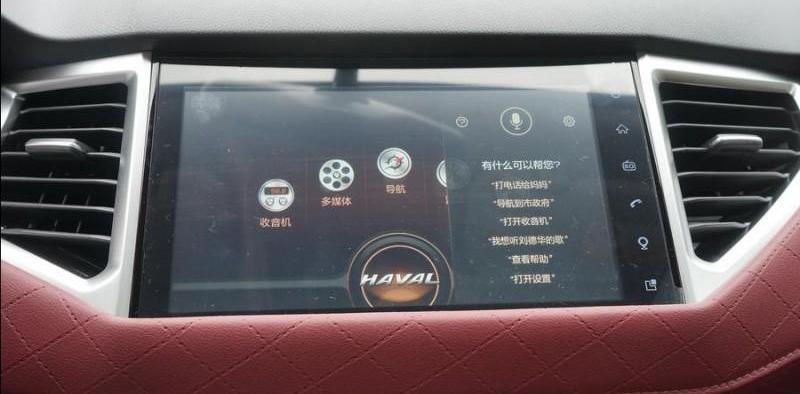 收音机
多媒体
导航
HAVAL
有什么可以帮您?
“打电话给妈妈”
“导航到市政府”
“打开收音机”
“我想听刘德华的歌”
“查看帮助”
“打开设置”